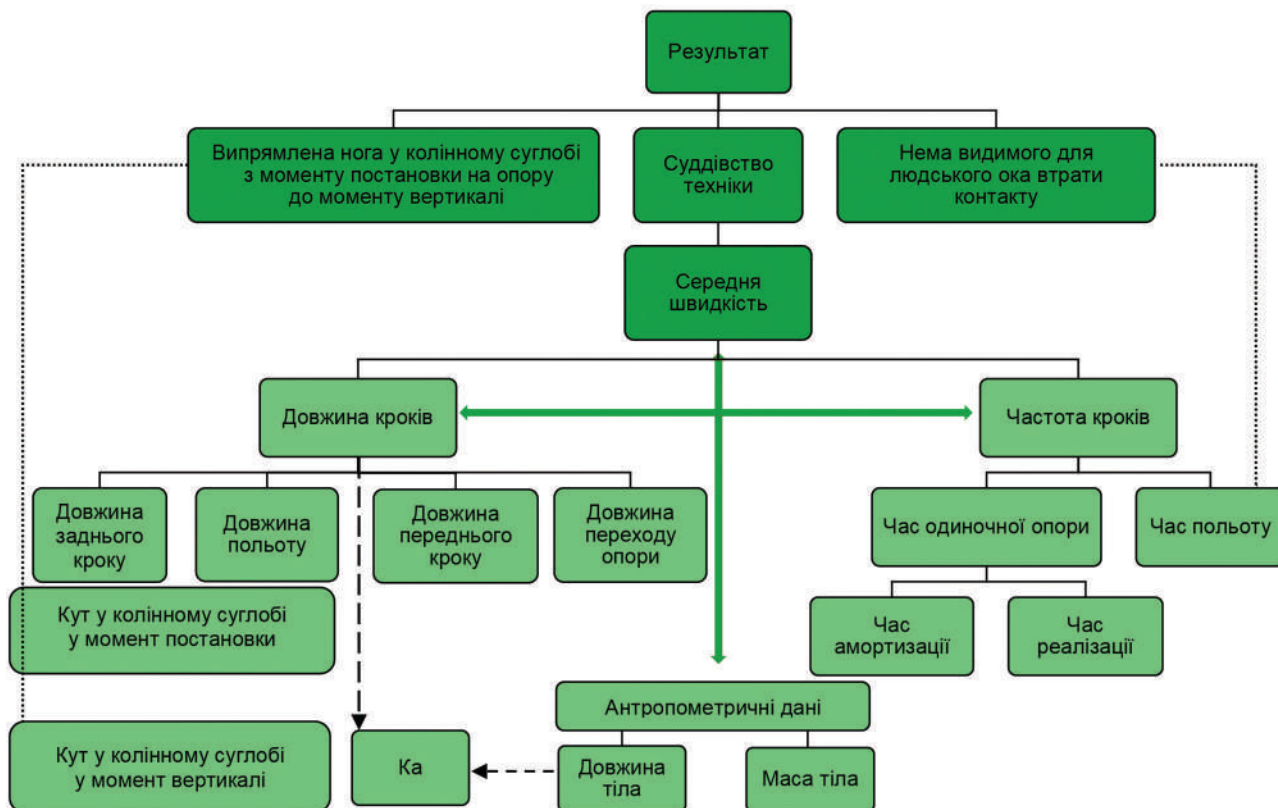 Результат
Випрямлена нога у колінному суглобі
з моменту постановки на опору
до моменту вертикалі
Суддівство
техніки
Нема видимого для
людського ока втрати
контакту
Середня
швидкість
Довжина кроків
Частота кроків
Довжина
заднього
кроку
Довжина
польоту
Довжина
переднього
кроку
Довжина
переходу
опори
Час одиночної опори
Час польоту
Кут у колінному суглобі
у момент постановки
Час
амортизації
Час
реалізації
Антропометричні дані
Кут у колінному суглобі
у момент вертикалі
Ка
Довжина
тіла
Маса тіла